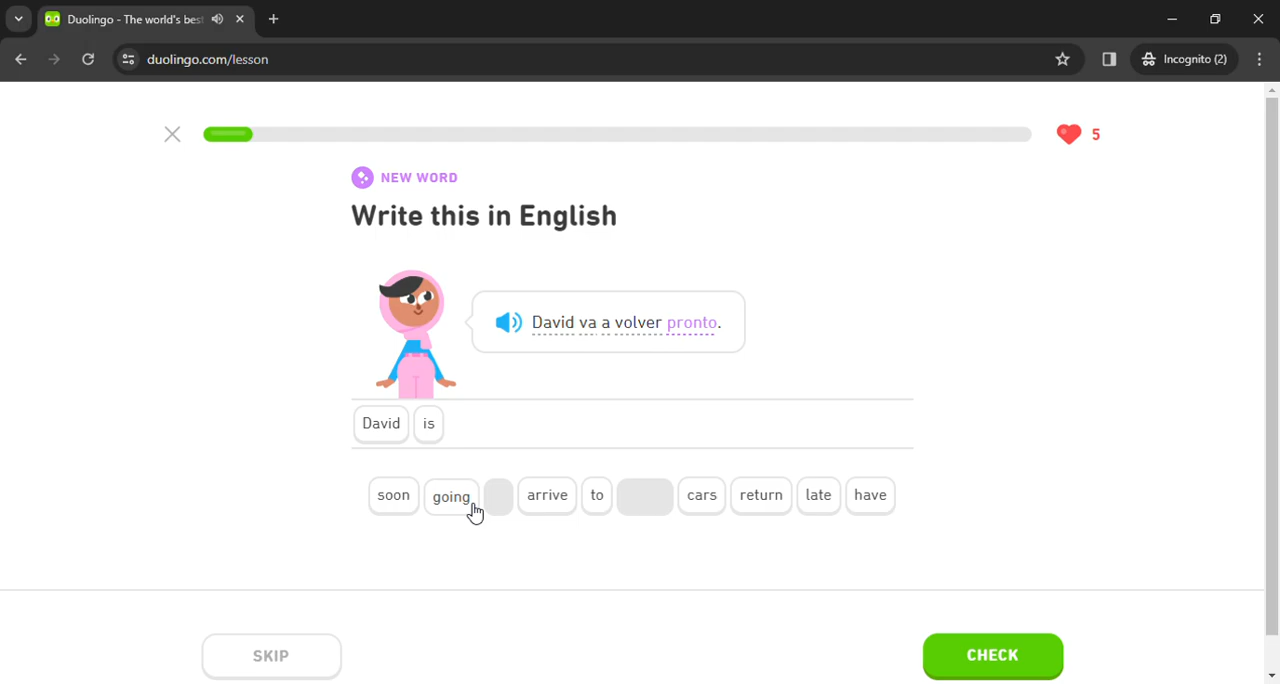 Duolingo - The world's bes
duolingo.com/lesson
Incognito (2)
5
NEW WORD
Write this in English
David va a volver pronto.
David is
soon going arrive to cars return late have
SKIP
CHECK